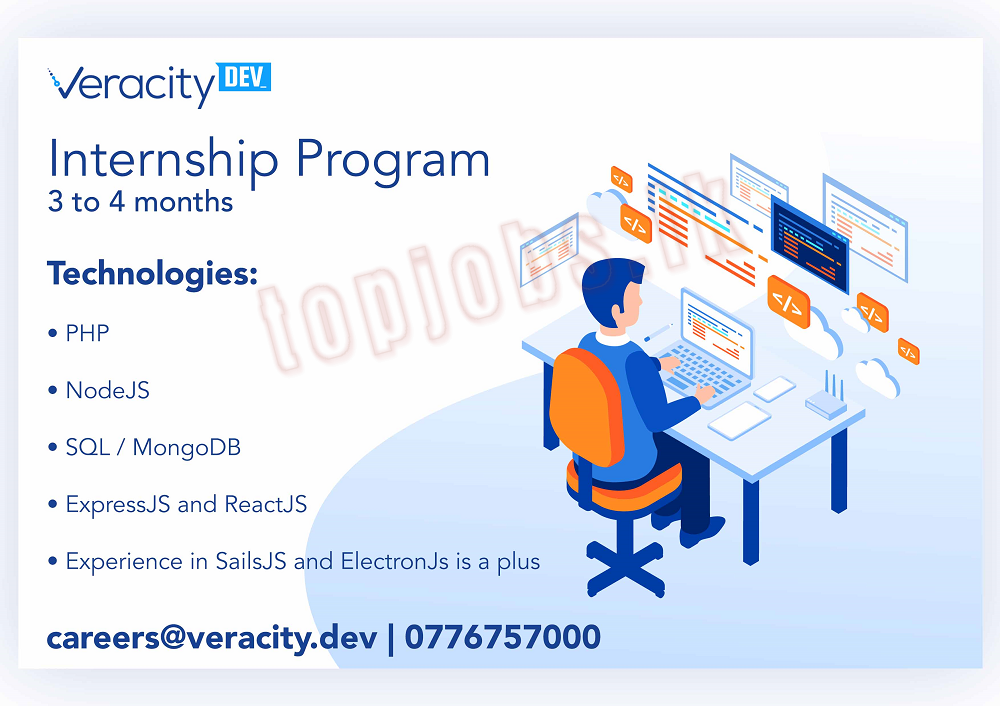 Veracity DEV_
Internship Program
3 to 4 months
Technologies:
• PHP
• NodeJS
• SQL / MongoDB
• ExpressJS and ReactJS
• Experience in SailsJS and ElectronJs is a plus
careers@veracity.dev | 0776757000
topjobs.lk